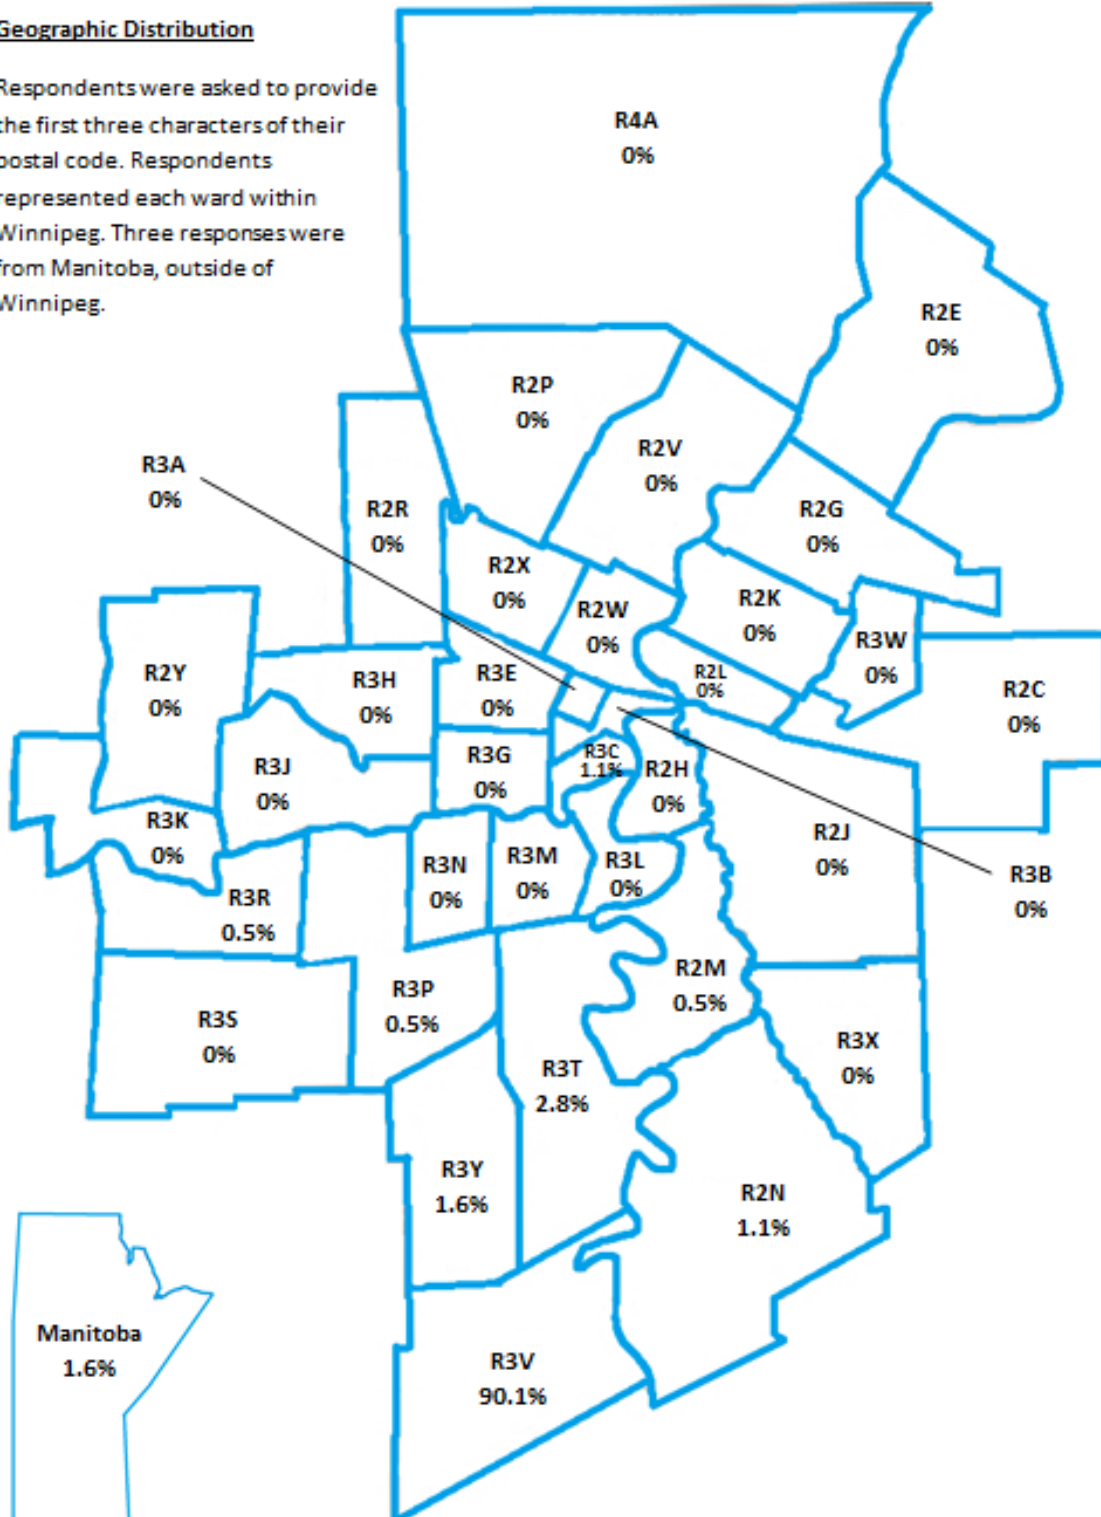 Geographic Distribution
Respondents were asked to provide
the first three characters of their
postal code. Respondents
represented each ward within
Winnipeg. Three responses were
from Manitoba, outside of
Winnipeg.
R4A
0%
R2E
0%
R2P
0%
R2V
0%
R3A
0%
R2R
0%
R2G
0%
R2X
0%
R2W
0%
R2K
0%
R3W
0%
R2Y
0%
R3H
0%
R3E
0%
R2L
0%
R2C
0%
R3J
0%
R3G
0%
R3C
1.1%
R2H
0%
R3K
0%
R2J
0%
R3N
0%
R3M
0%
R3L
0%
R3B
0%
R3R
0.5%
R3P
0.5%
R2M
0.5%
R3S
0%
R3T
2.8%
R3X
0%
R3Y
1.6%
R2N
1.1%
Manitoba
1.6%
R3V
90.1%